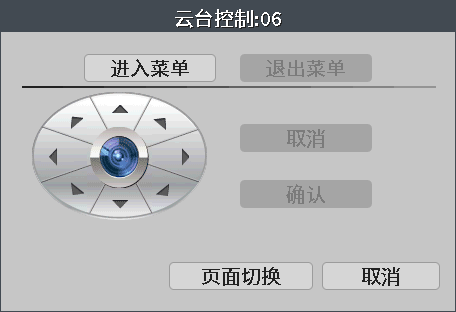 云台控制:06
进入菜单 退出菜单
取消
确认
页面切换 取消